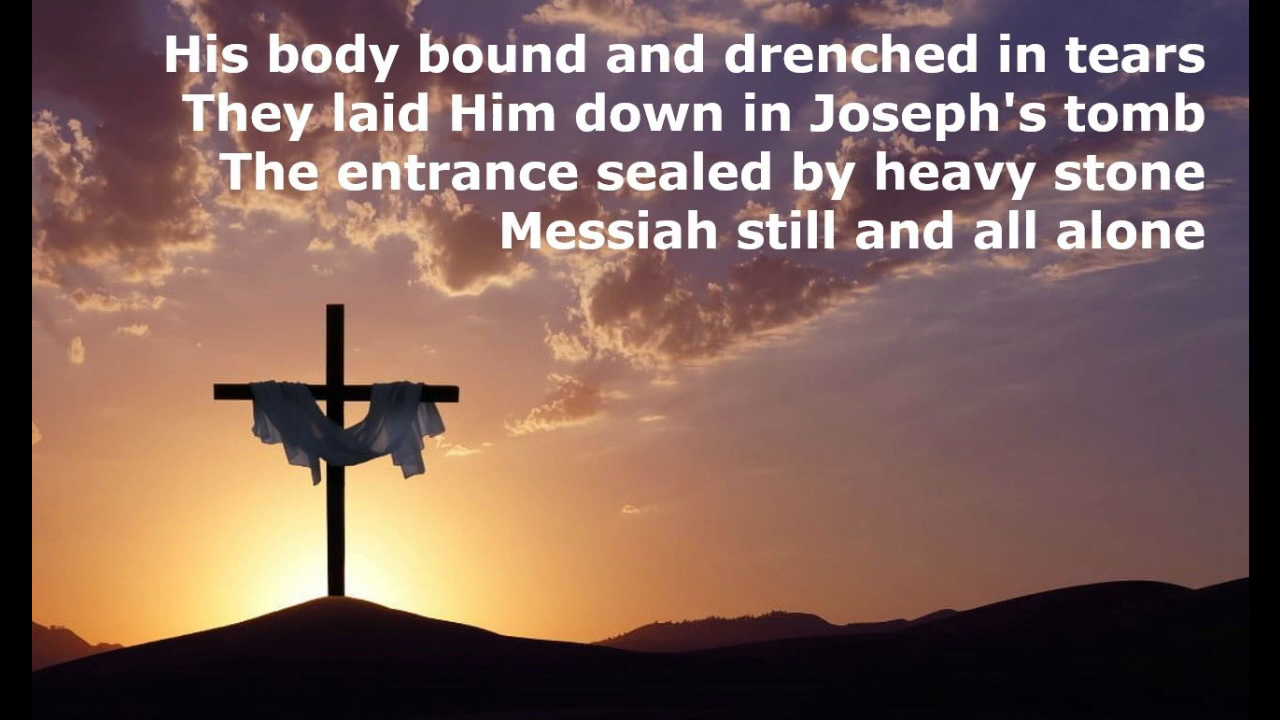 His body bound and drenched in tears
They laid Him down in Joseph's tomb
The entrance sealed by heavy stone
Messiah still and all alone